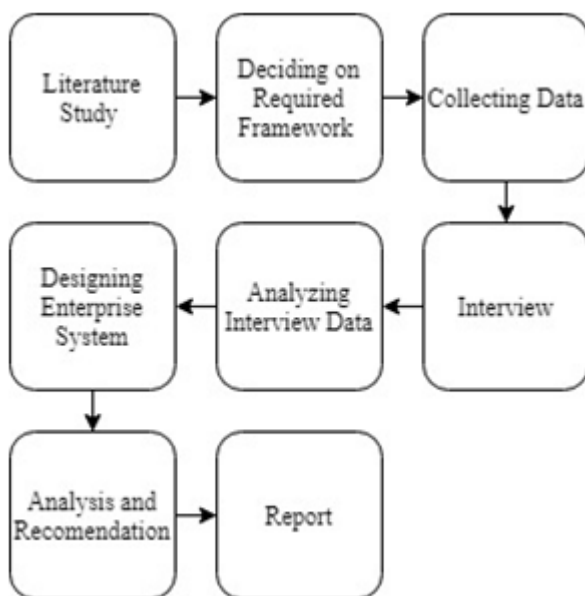 Literature
Study
Deciding on
Required
Framework
Collecting Data
Interview
Analyzing
Interview Data
Designing
Enterprise
System
Analysis and
Recomendation
Report